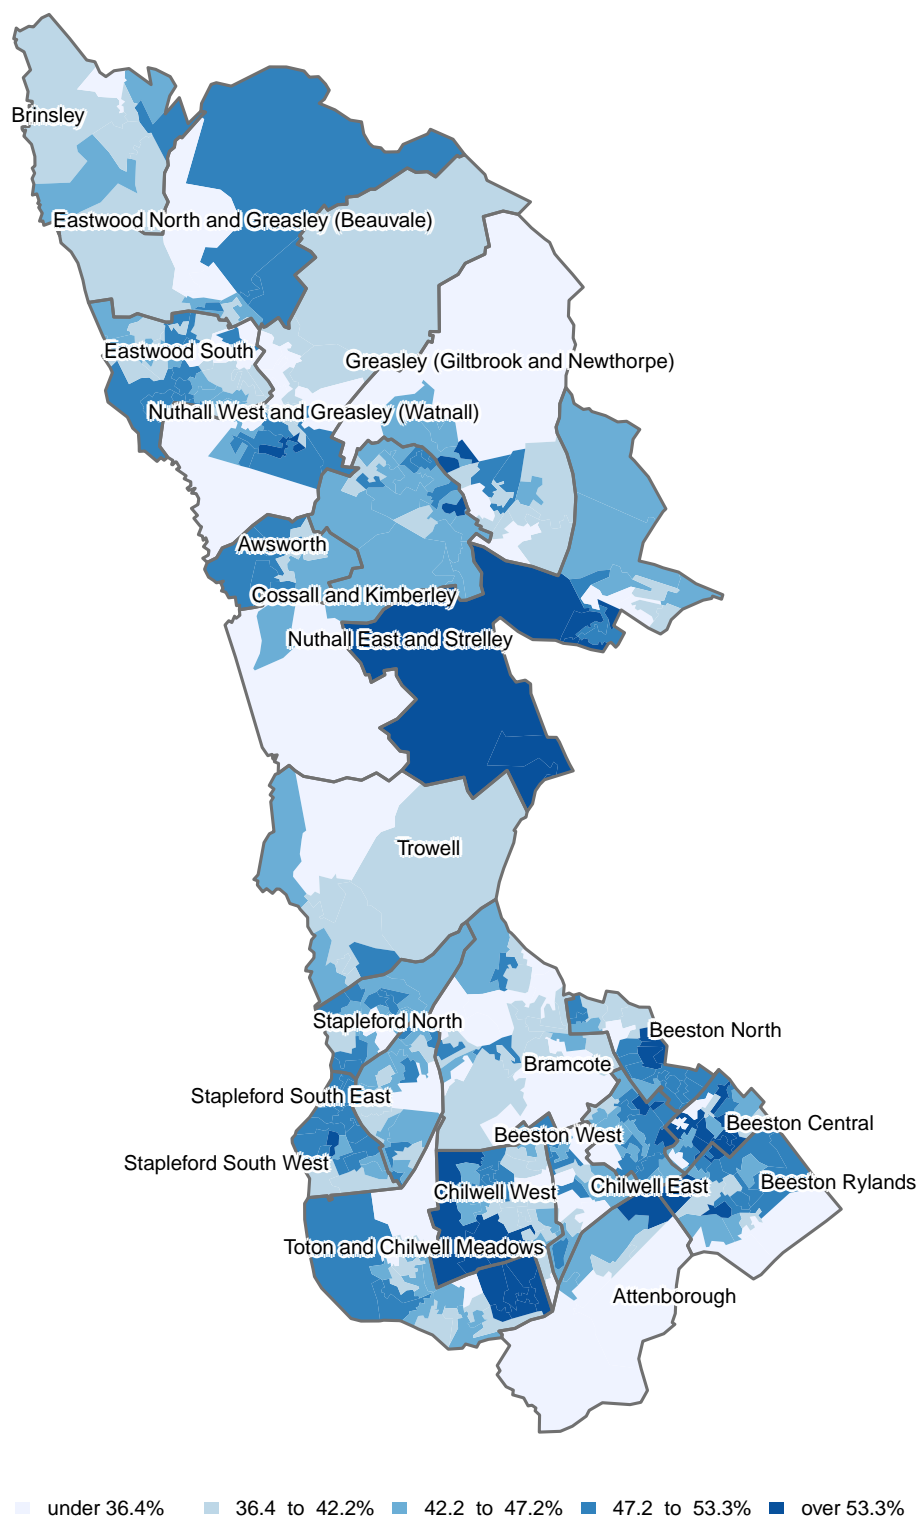 Brinsley
Eastwood North and Greasley (Beauvale)
Eastwood South
Greasley (Giltbrook and Newthorpe)
Nuthall West and Greasley (Watnall)
Awsworth
Cossall and Kimberley
Nuthall East and Strelley
Trowell
Stapleford North
Beeston North
Bramcote
Stapleford South East
Beeston Central
Beeston West
Stapleford South West
Beeston Rylands
Chilwell East
Chilwell West
Toton and Chilwell Meadows
Attenborough
under 36.4% 36.4 to 42.2% 42.2 to 47.2% 47.2 to 53.3% over 53.3%